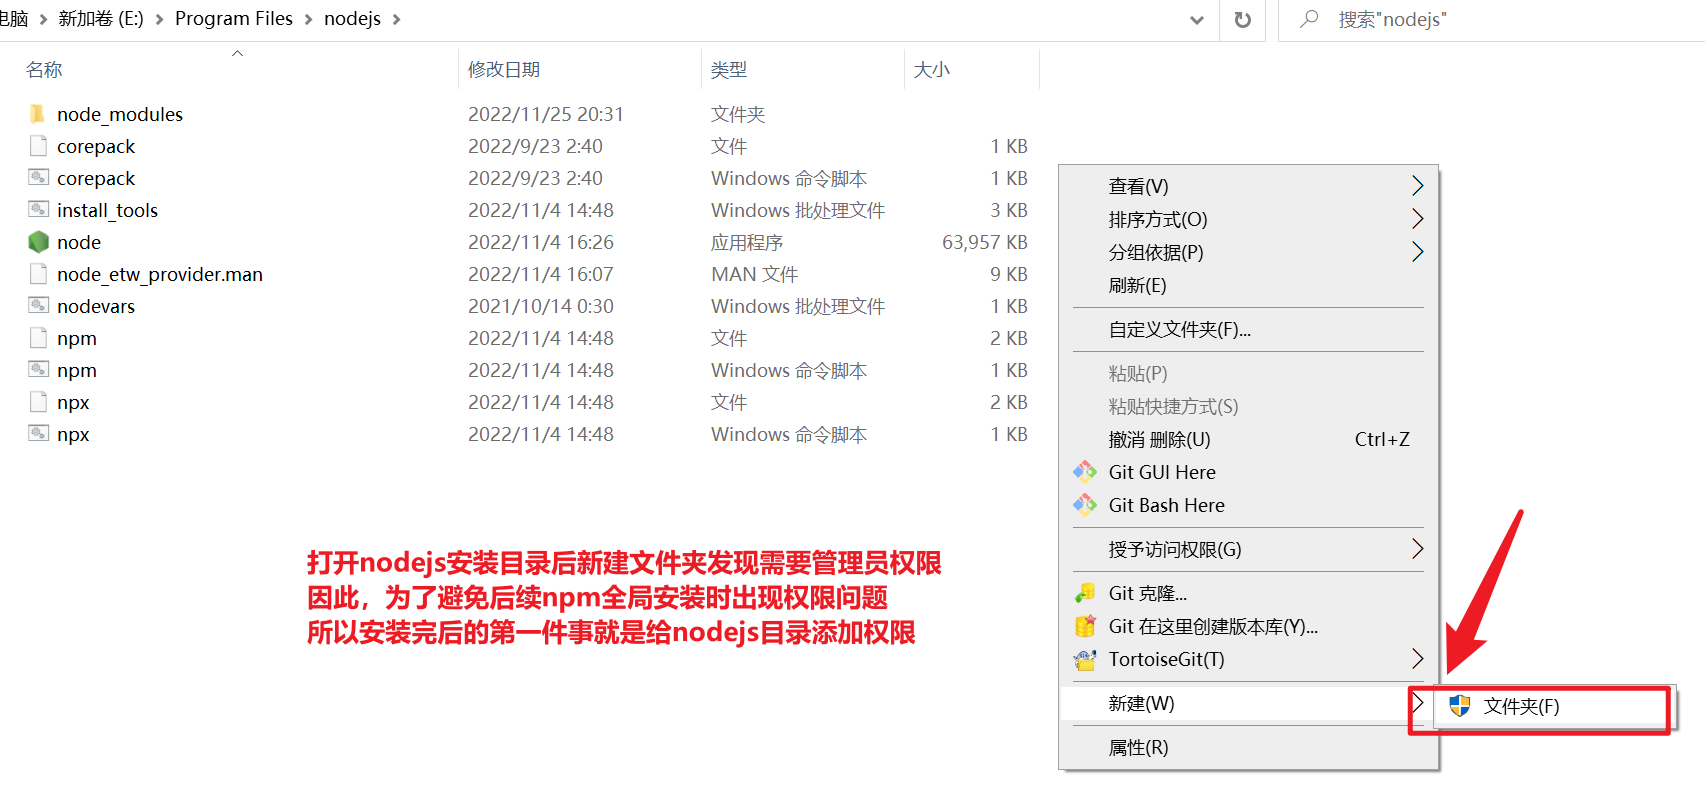 电脑 > 新加卷 (E:) > Program Files > nodejs >
搜索"nodejs"
名称 修改日期 类型 大小
node_modules 2022/11/25 20:31 文件夹
corepack 2022/9/23 2:40 文件 1 KB
corepack 2022/9/23 2:40 Windows 命令脚本 1 KB
install_tools 2022/11/4 14:48 Windows 批处理文件 3 KB
node 2022/11/4 16:26 应用程序 63,957 KB
node_etw_provider.man 2022/11/4 16:07 MAN 文件 9 KB
nodevars 2021/10/14 0:30 Windows 批处理文件 1 KB
npm 2022/11/4 14:48 文件 2 KB
npm 2022/11/4 14:48 Windows 命令脚本 1 KB
npx 2022/11/4 14:48 文件 2 KB
npx 2022/11/4 14:48 Windows 命令脚本 1 KB
打开nodejs安装目录后新建文件夹发现需要管理员权限
因此，为了避免后续npm全局安装时出现权限问题
所以安装完后的第一件事就是给nodejs目录添加权限
查看(V)
排序方式(O)
分组依据(P)
刷新(E)
自定义文件夹(F)...
粘贴(P)
粘贴快捷方式(S)
撤消 删除(U) Ctrl+Z
Git GUI Here
Git Bash Here
授予访问权限(G)
Git 克隆...
Git 在这里创建版本库(Y)...
TortoiseGit(T)
新建(W)
文件夹(F)
属性(R)